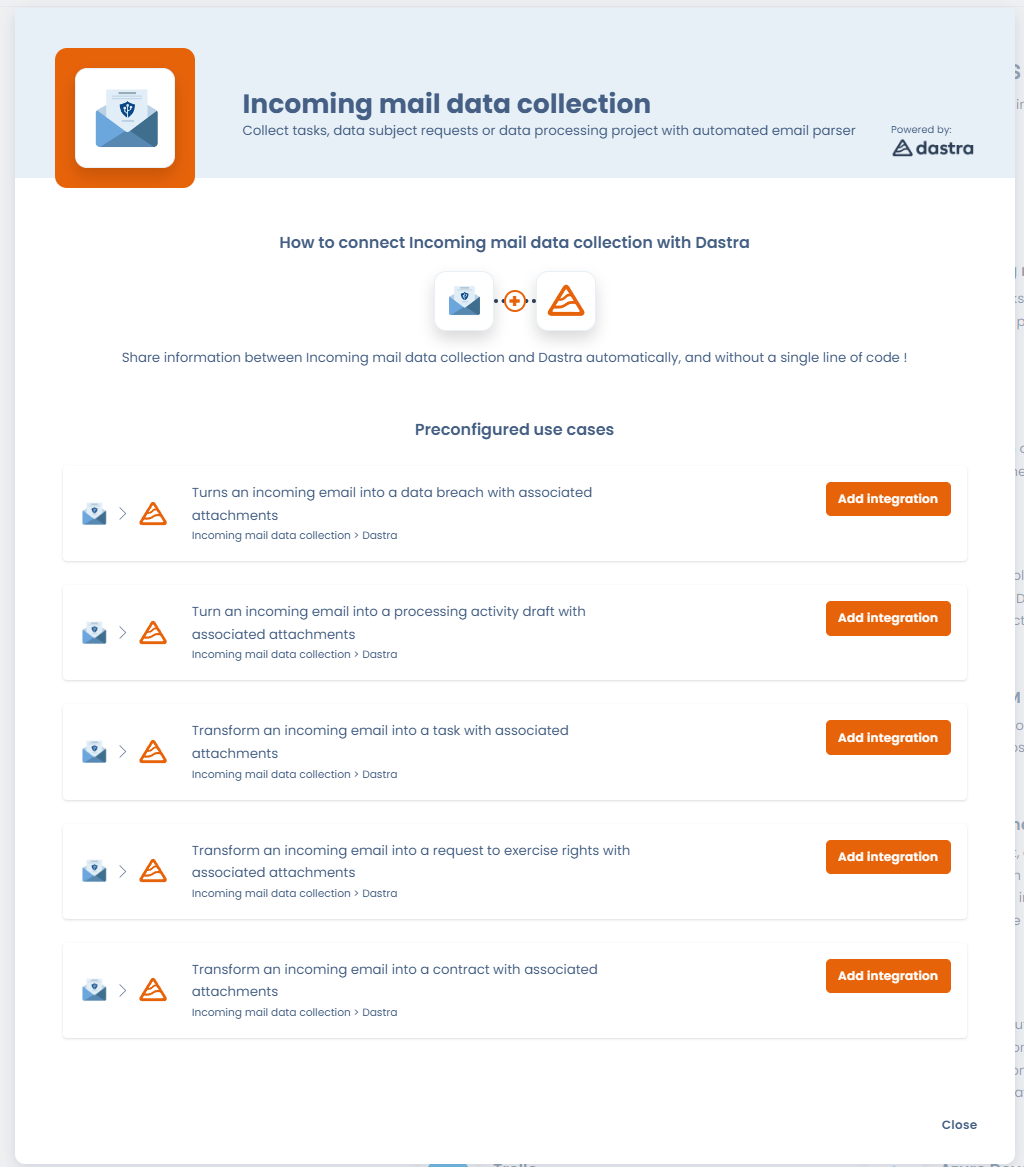 Incoming mail data collection
Collect tasks, data subject requests or data processing project with automated email parser
Powered by:
dastra
How to connect Incoming mail data collection with Dastra
Share information between Incoming mail data collection and Dastra automatically, and without a single line of code !
Preconfigured use cases
Turns an incoming email into a data breach with associated
attachments
Incoming mail data collection > Dastra
Add integration
Turn an incoming email into a processing activity draft with
associated attachments
Incoming mail data collection > Dastra
Add integration
Transform an incoming email into a task with associated
attachments
Incoming mail data collection > Dastra
Add integration
Transform an incoming email into a request to exercise rights with
associated attachments
Incoming mail data collection > Dastra
Add integration
Transform an incoming email into a contract with associated
attachments
Incoming mail data collection > Dastra
Add integration
Close